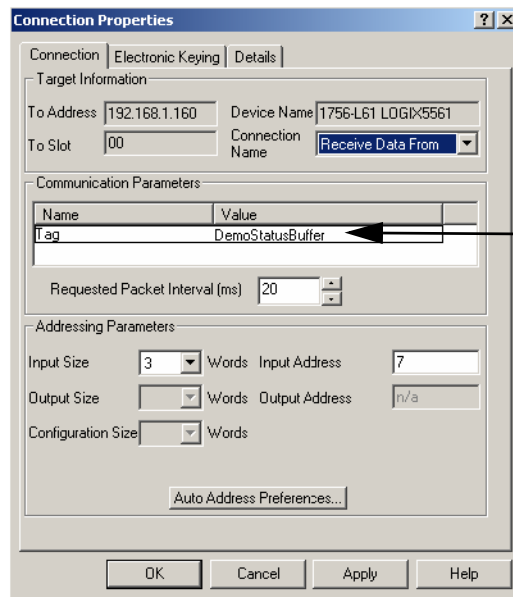 Connection Properties
Connection Electronic Keying Details
Target Information
To Address 192.168.1.160 Device Name 1756-L61 LOGIX5561
To Slot 00 Connection Name Receive Data From
Communication Parameters
Name Value
Tag DemoStatusBuffer
Requested Packet Interval (ms) 20
Addressing Parameters
Input Size 3 Words Input Address 7
Output Size Words Output Address n/a
Configuration Size Words
Auto Address Preferences...
OK Cancel Apply Help